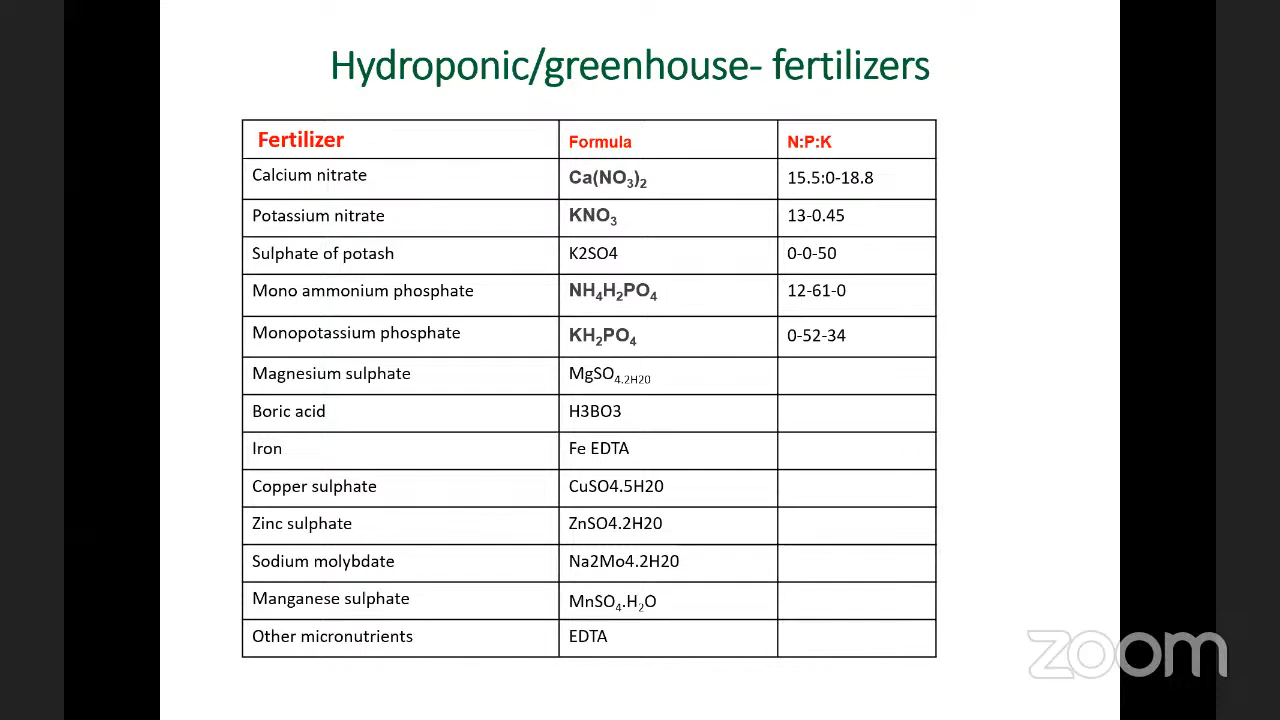 Hydroponic/greenhouse- fertilizers
Fertilizer Formula N:P:K
Calcium nitrate Ca(NO3)2 15.5:0-18.8
Potassium nitrate KNO3 13-0.45
Sulphate of potash K2SO4 0-0-50
Mono ammonium phosphate NH4H2PO4 12-61-0
Monopotassium phosphate KH2PO4 0-52-34
Magnesium sulphate MgSO4.2H20
Boric acid H3BO3
Iron Fe EDTA
Copper sulphate CuSO4.5H20
Zinc sulphate ZnSO4.2H20
Sodium molybdate Na2Mo4.2H20
Manganese sulphate MnSO4.H2O
Other micronutrients EDTA
zoom